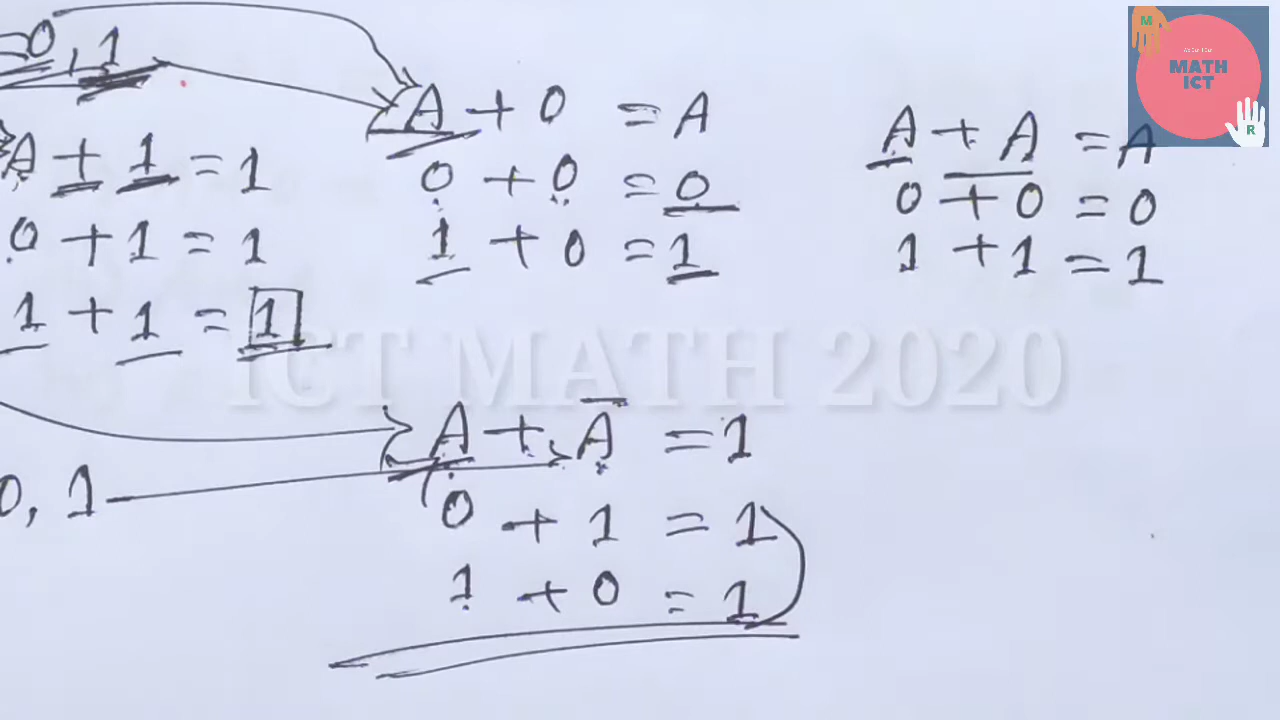 =0, 1
A + 1 = 1
0 + 1 = 1
1 + 1 = 1
A + 0 = A
0 + 0 = 0
1 + 0 = 1
A + A = A
0 + 0 = 0
1 + 1 = 1
A + A̅ = 1
0, 1
0 + 1 = 1
1 + 0 = 1
ICT MATH 2020
M
MATH
ICT
R